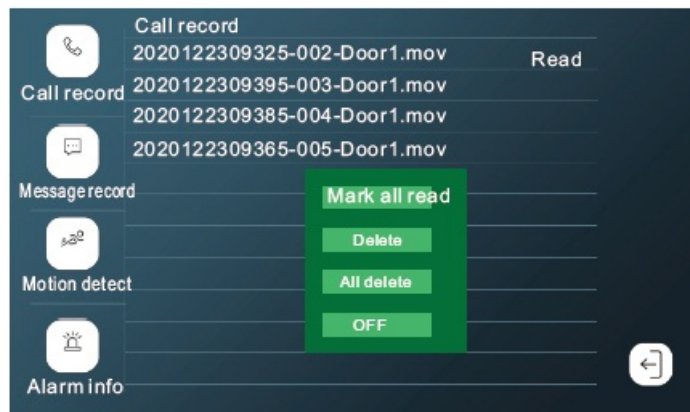 Call record
2020122309325-002-Door1.mov
Read
2020122309395-003-Door1.mov
2020122309385-004-Door1.mov
2020122309365-005-Door1.mov
Call record
Message record
Motion detect
Alarm info
Mark all read
Delete
All delete
OFF